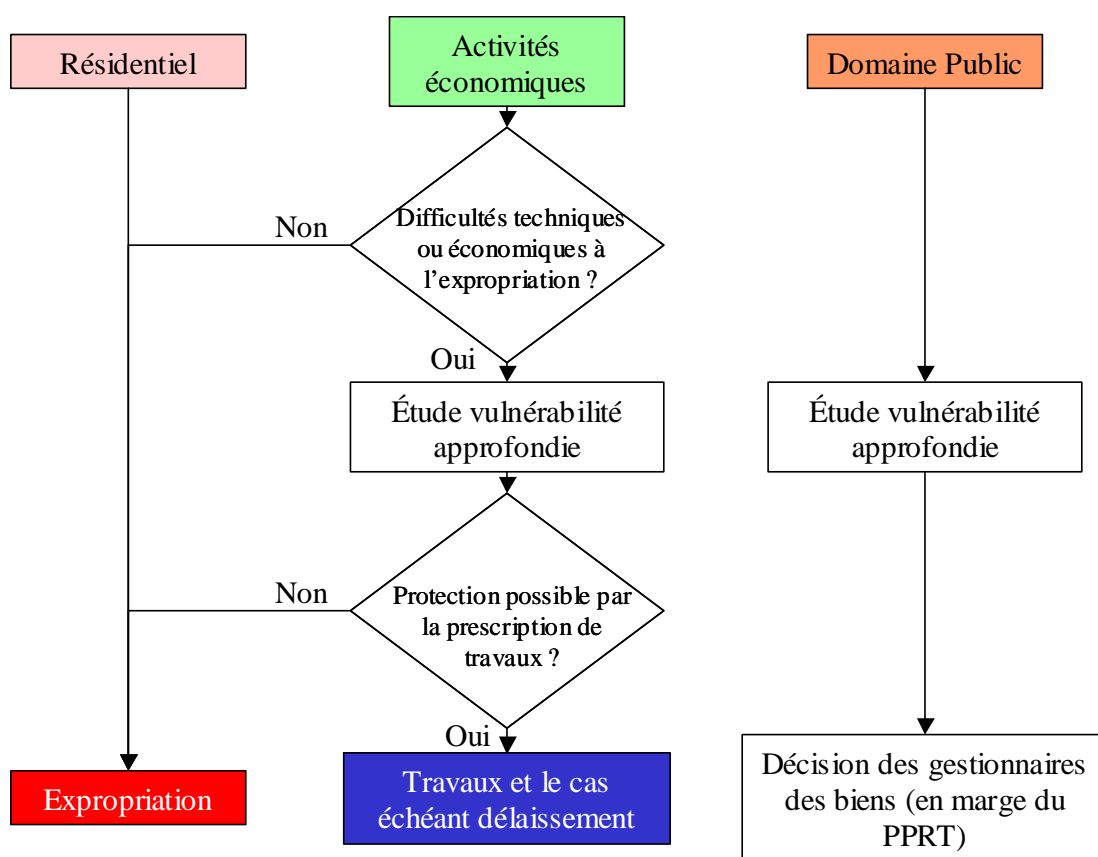 Résidentiel
Activités
économiques
Domaine Public
Non
Difficultés techniques
ou économiques à
l’expropriation ?
Oui
Étude vulnérabilité
approfondie
Étude vulnérabilité
approfondie
Non
Protection possible par
la prescription de
travaux ?
Oui
Expropriation
Travaux et le cas
échéant délaissement
Décision des gestionnaires
des biens (en marge du
PPRT)